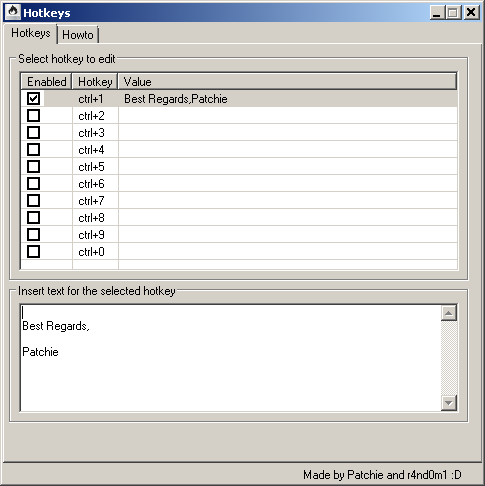 Hotkeys
Hotkeys Howto
Select hotkey to edit
Enabled Hotkey Value
ctrl+1 Best Regards,Patchie
ctrl+2
ctrl+3
ctrl+4
ctrl+5
ctrl+6
ctrl+7
ctrl+8
ctrl+9
ctrl+0
Insert text for the selected hotkey
Best Regards,
Patchie
Made by Patchie and r4nd0m1 :D